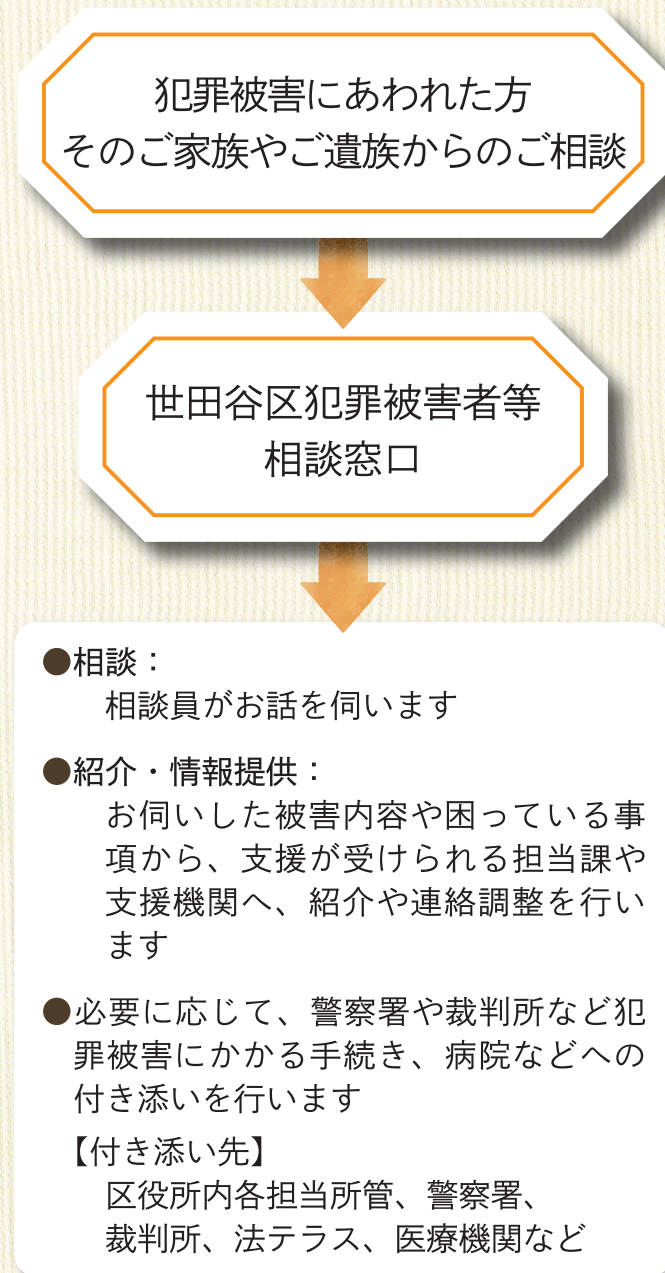 犯罪被害にあわれた方
そのご家族やご遺族からのご相談
世田谷区犯罪被害者等
相談窓口
●相談：
相談員がお話を伺います
●紹介・情報提供：
お伺いした被害内容や困っている事
項から、支援が受けられる担当課や
支援機関へ、紹介や連絡調整を行い
ます
●必要に応じて、警察署や裁判所など犯
罪被害にかかる手続き、病院などへの
付き添いを行います
【付き添い先】
区役所内各担当所管、警察署、
裁判所、法テラス、医療機関など